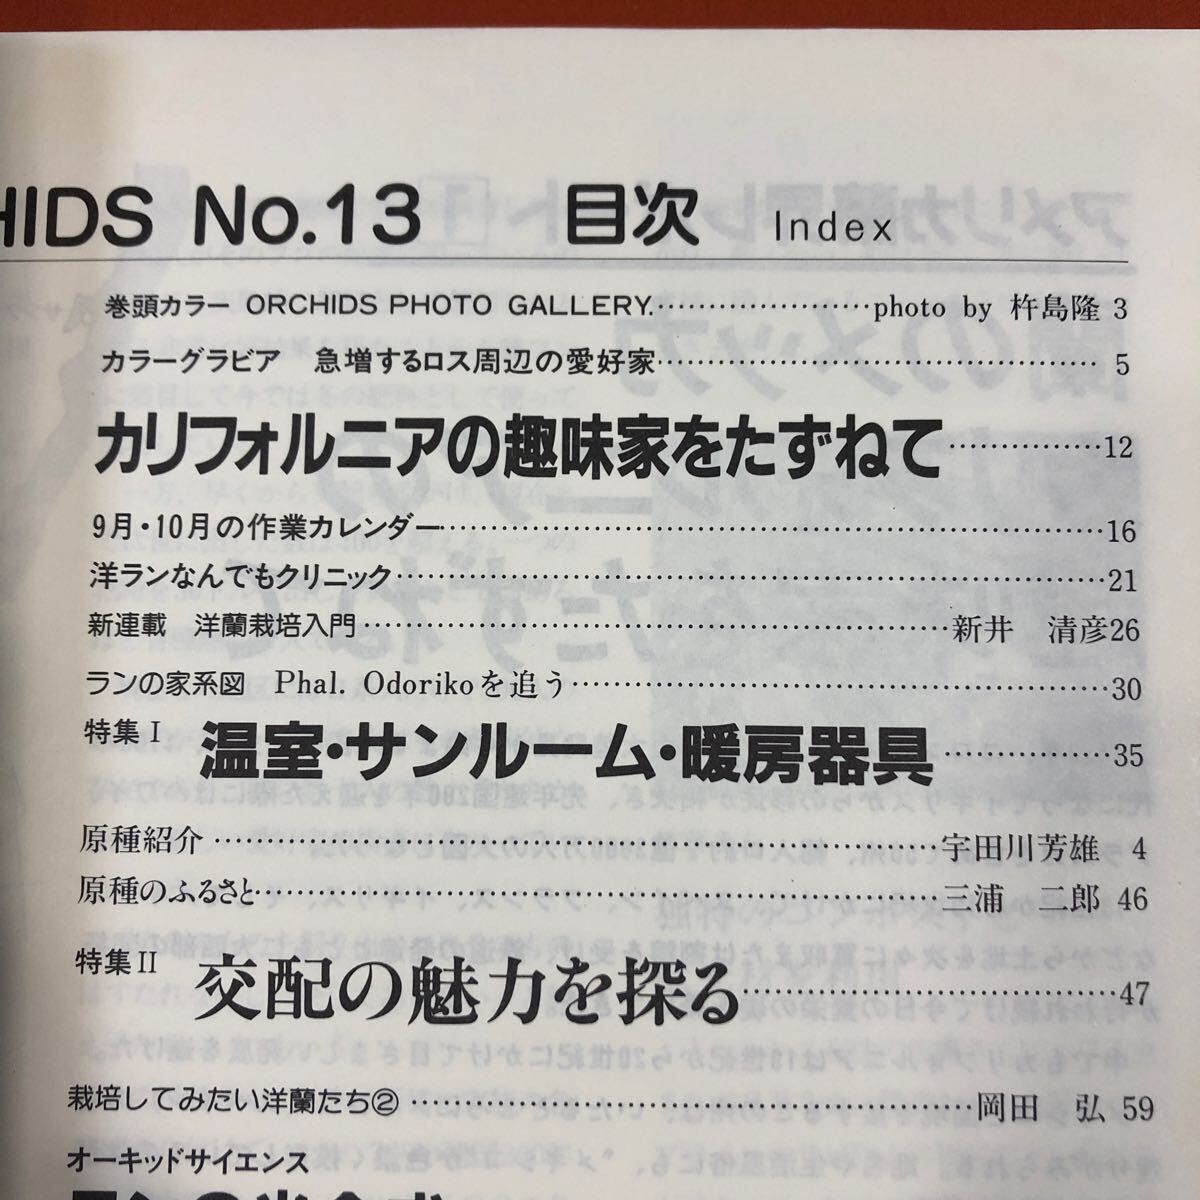 HIDS No.13 目次 Index
巻頭カラー ORCHIDS PHOTO GALLERY.…………………photo by 杵島隆 3
カラーグラビア 急増するロス周辺の愛好家………………………………………… 5
カリフォルニアの趣味家をたずねて……………12
9月・10月の作業カレンダー…………………………………………………………16
洋ランなんでもクリニック………………………………………………………………21
新連載 洋蘭栽培入門……………………………………………………新井 清彦26
ランの家系図 Phal. Odorikoを追う………………………………………………30
特集Ⅰ 温室・サンルーム・暖房器具……………35
原種紹介………………………………………………………………宇田川芳雄 4
原種のふるさと……………………………………………………………三浦 二郎 46
特集Ⅱ 交配の魅力を探る…………………………………47
栽培してみたい洋蘭たち②…………………………………………………岡田 弘 59
オーキッドサイエンス